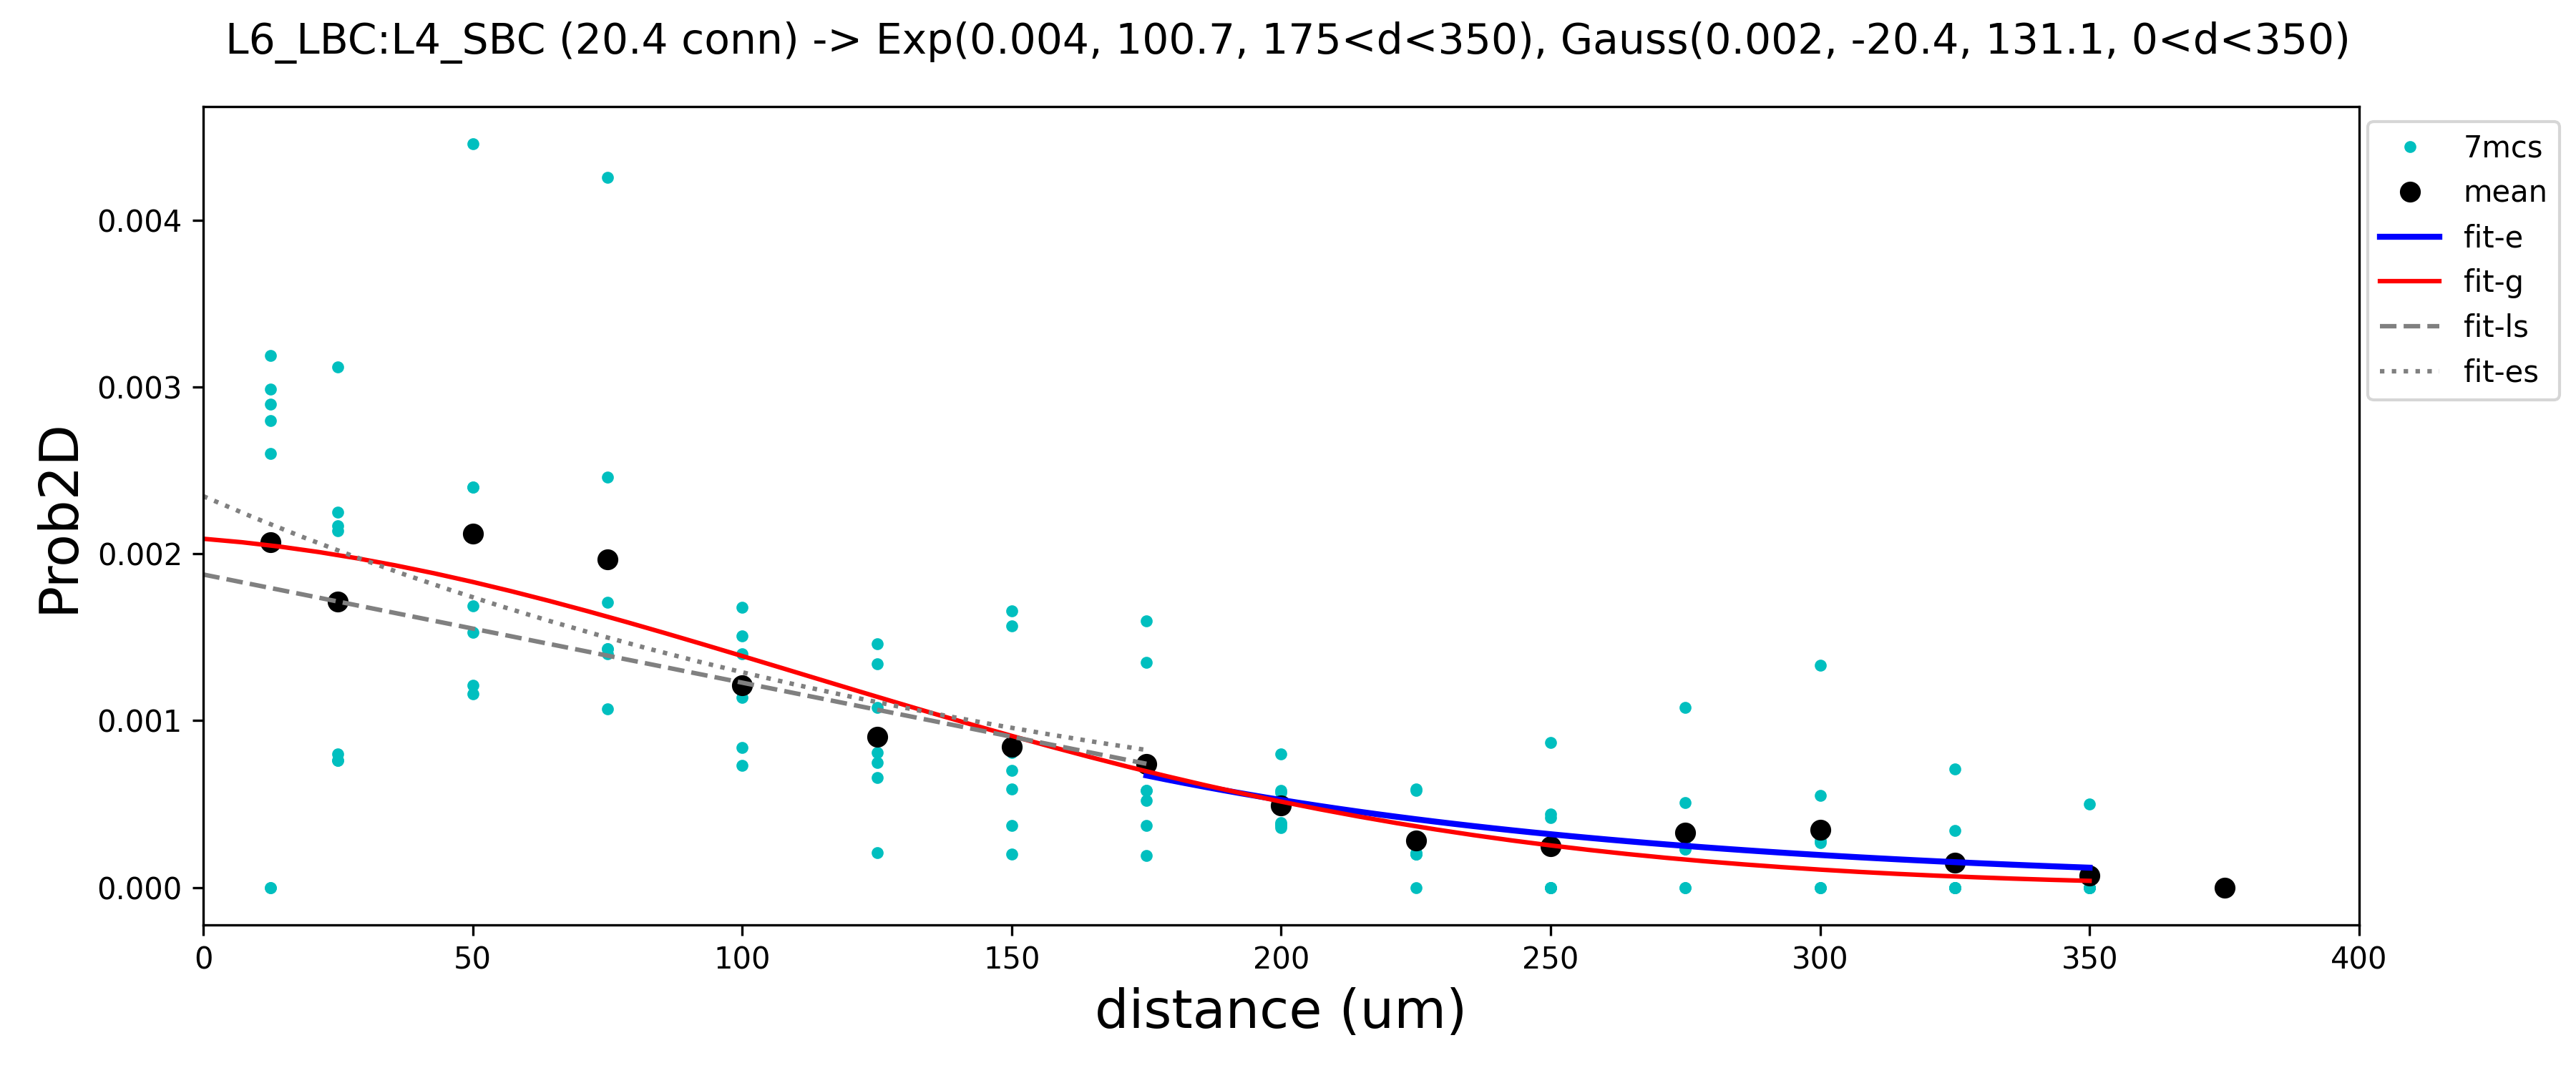 L6_LBC:L4_SBC (20.4 conn) -> Exp(0.004, 100.7, 175<d<350), Gauss(0.002, -20.4, 131.1, 0<d<350)
Prob2D
0.004
0.003
0.002
0.001
0.000
0 50 100 150 200 250 300 350 400
distance (um)
7mcs
mean
fit-e
fit-g
fit-ls
fit-es